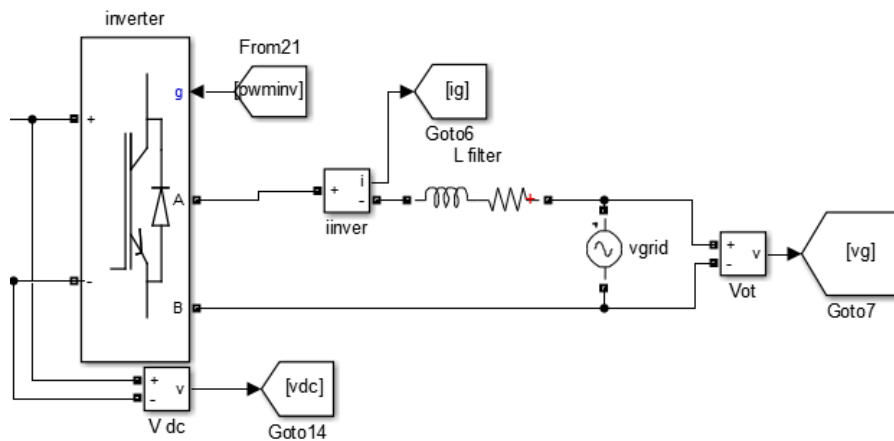 inverter
From21
g
[pwminv]
[ig]
Goto6
L filter
+
A
+
i
-
iinver
-
vgrid
+
-
v
Vot
[vg]
Goto7
B
+
-
v
V dc
[vdc]
Goto14